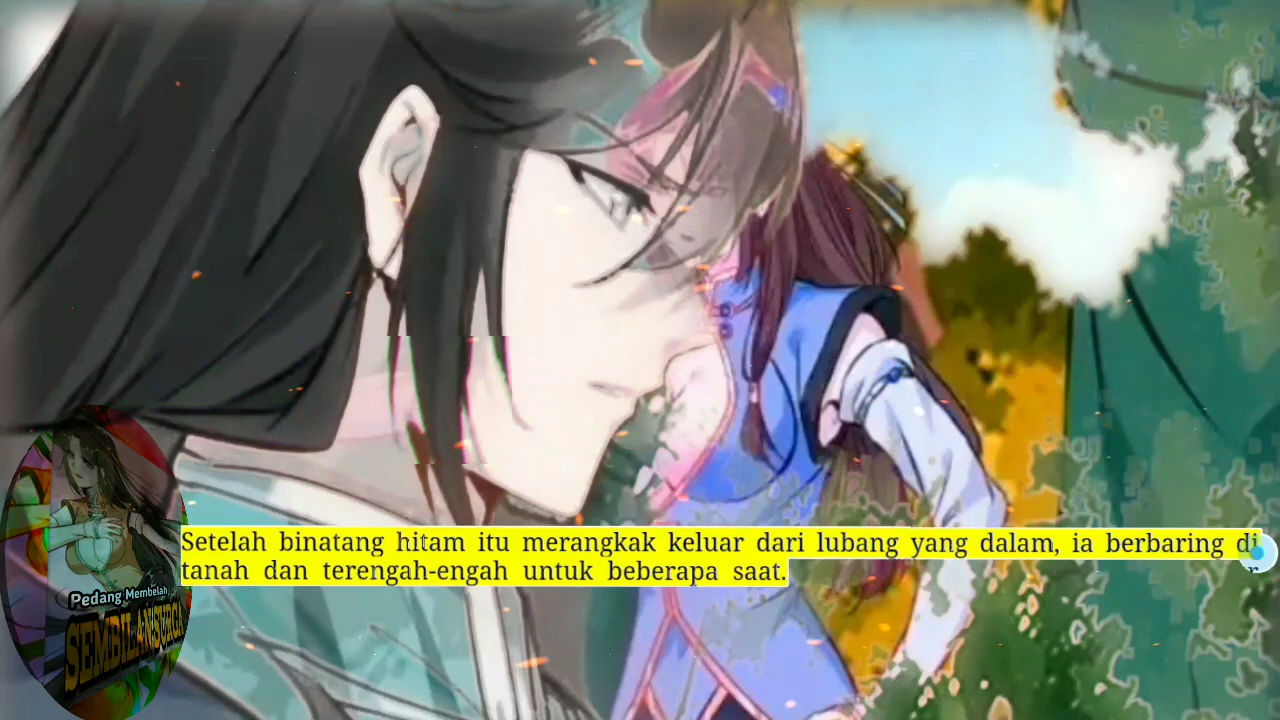 Setelah binatang hitam itu merangkak keluar dari lubang yang dalam, ia berbaring di
tanah dan terengah-engah untuk beberapa saat.
Pedang Membelah
SEMBILAN SURGA